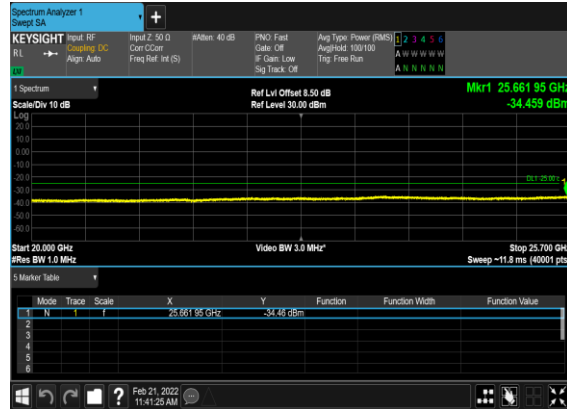 Spectrum Analyzer 1
Swept SA
+
KEYSIGHT Input: RF Input Z: 50 Ω #Atten: 40 dB PNO: Fast Avg Type: Power (RMS) 1 2 3 4 5 6
RL Coupling: DC Corr CCorr Gate: Off Avg|Hold: 100/100 A W W W W W
Align: Auto Freq Ref: Int (S) IF Gain: Low Trig: Free Run
Sig Track: Off A N N N N N
1 Spectrum Ref Lvl Offset 8.50 dB Mkr1 25.661 95 GHz
Scale/Div 10 dB Ref Level 30.00 dBm -34.459 dBm
Log
20.0
10.0
0.00
-10.0
-20.0
DL1 -25.00
-30.0
-40.0
-50.0
-60.0
Start 20.000 GHz Video BW 3.0 MHz* Stop 25.700 GH
#Res BW 1.0 MHz Sweep ~11.8 ms (40001 pts
5 Marker Table
Mode Trace Scale X Y Function Function Width Function Value
1 N 1 f 25.661 95 GHz -34.46 dBm
2
3
4
5
6
? Feb 21, 2022
11:41:25 AM